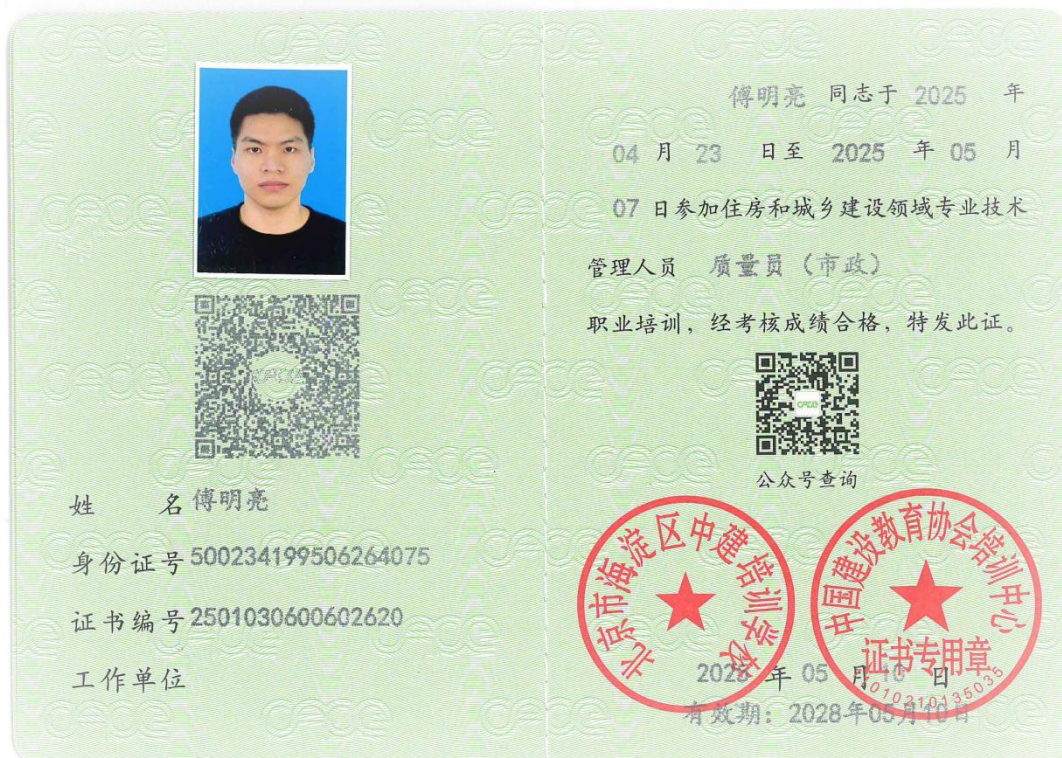 姓 名 傅明亮
身份证号 500234199506264075
证书编号 2501030600602620
工作单位
傅明亮 同志于 2025 年
04 月 23 日至 2025 年 05 月
07 日参加住房和城乡建设领域专业技术
管理人员 质量员（市政）
职业培训，经考核成绩合格，特发此证。
公众号查询
北京市海淀区中建培训学校
中国建设教育协会培训中心
证书专用章
2025 年 05 月 10 日
有效期：2028年05月10日